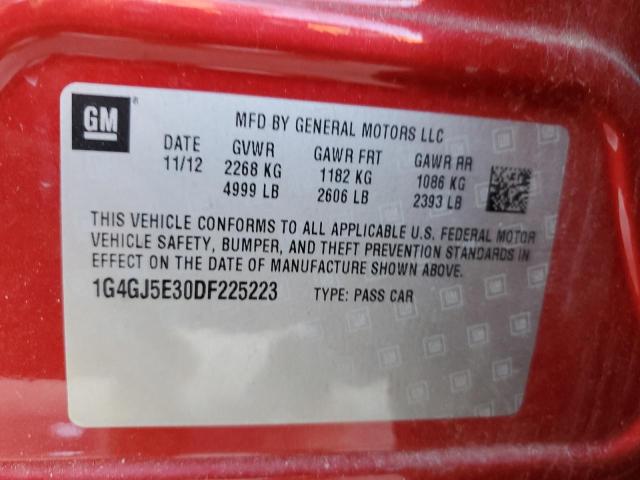 GM ®
MFD BY GENERAL MOTORS LLC
DATE GVWR GAWR FRT GAWR RR
11/12 2268 KG 1182 KG 1086 KG
4999 LB 2606 LB 2393 LB
THIS VEHICLE CONFORMS TO ALL APPLICABLE U.S. FEDERAL MOTOR
VEHICLE SAFETY, BUMPER, AND THEFT PREVENTION STANDARDS IN
EFFECT ON THE DATE OF MANUFACTURE SHOWN ABOVE.
1G4GJ5E30DF225223 TYPE: PASS CAR